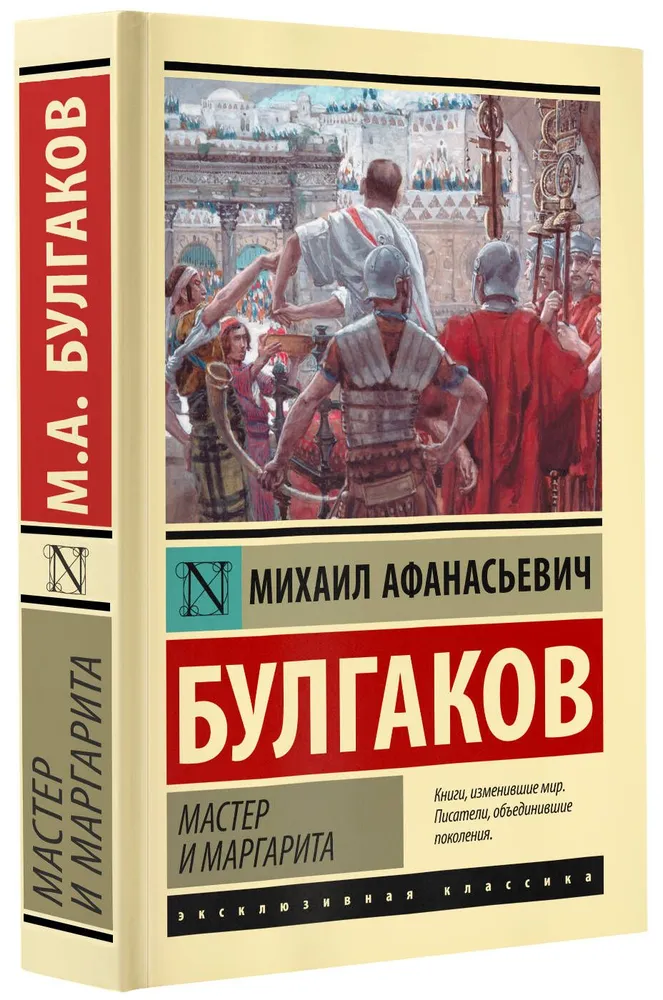 М.А. БУЛГАКОВ
N
МАСТЕР
И МАРГАРИТА
N
МИХАИЛ АФАНАСЬЕВИЧ
БУЛГАКОВ
МАСТЕР
И МАРГАРИТА
Книги, изменившие мир.
Писатели, объединившие
поколения.
эксклюзивная классика